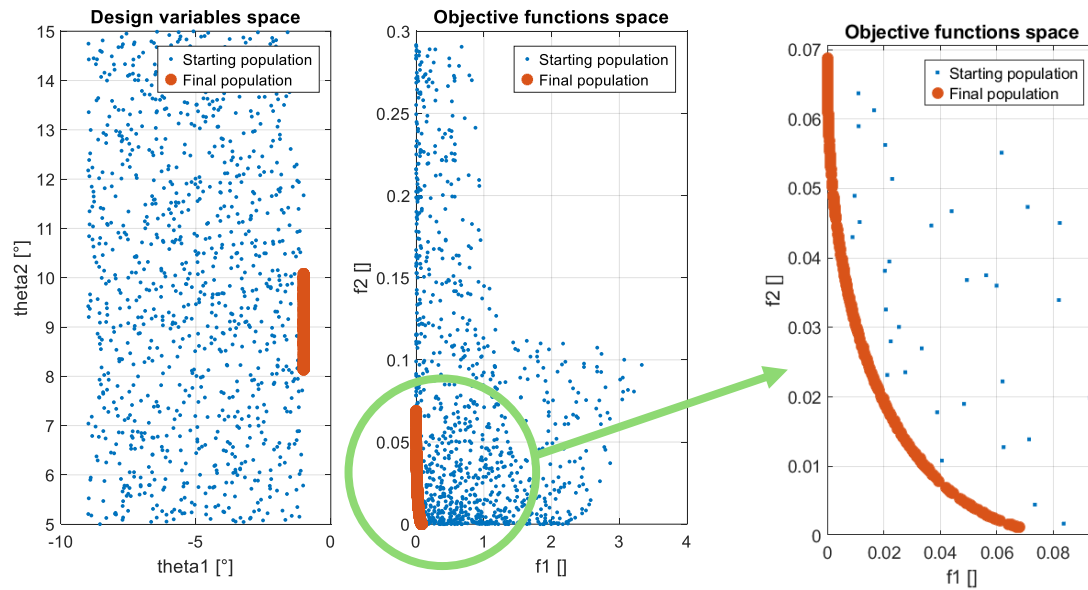 Design variables space
Starting population
Final population
15
14
13
12
11
10
9
8
7
6
5
theta2 [°]
-10
-5
0
theta1 [°]
Objective functions space
Starting population
Final population
0.3
0.25
0.2
0.15
0.1
0.05
0
f2 []
0
1
2
3
4
f1 []
Objective functions space
Starting population
Final population
0.07
0.06
0.05
0.04
0.03
0.02
0.01
0
f2 []
0
0.02
0.04
0.06
0.08
f1 []